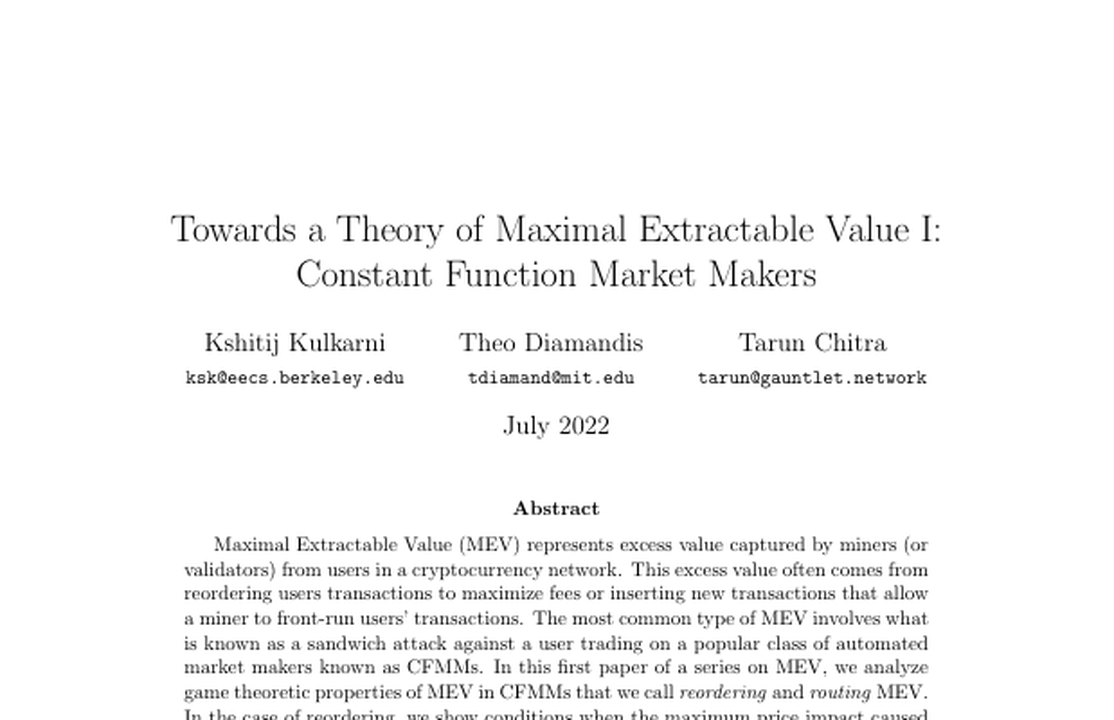 Towards a Theory of Maximal Extractable Value I:
Constant Function Market Makers
Kshitij Kulkarni Theo Diamandis Tarun Chitra
ksk@eecs.berkeley.edu tdiamand@mit.edu tarun@gauntlet.network
July 2022
Abstract
Maximal Extractable Value (MEV) represents excess value captured by miners (or
validators) from users in a cryptocurrency network. This excess value often comes from
reordering users transactions to maximize fees or inserting new transactions that allow
a miner to front-run users' transactions. The most common type of MEV involves what
is known as a sandwich attack against a user trading on a popular class of automated
market makers known as CFMMs. In this first paper of a series on MEV, we analyze
game theoretic properties of MEV in CFMMs that we call reordering and routing MEV.
In the case of reordering, we show conditions when the maximum price impact caused